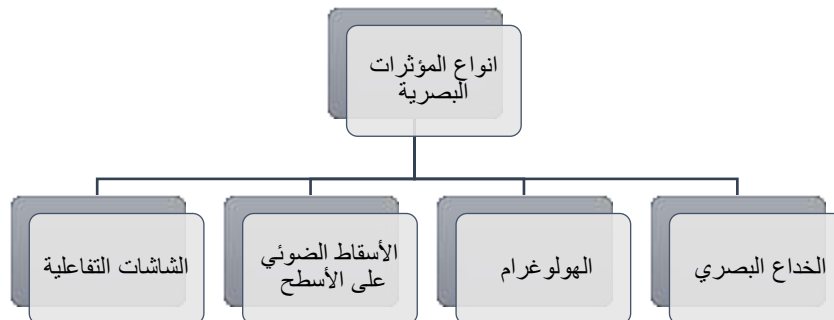 انواع المؤثرات
البصرية
الخداع البصري
الهولوغرام
الأسقاط الضوئي
على الأسطح
الشاشات التفاعلية